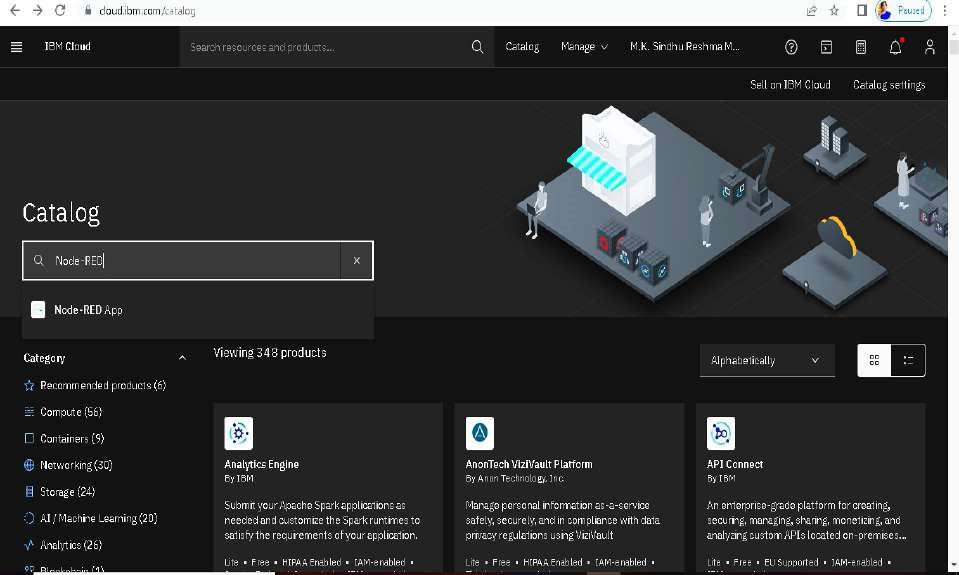 cloud.ibm.com/catalog
Paused
IBM Cloud
Search resources and products...
Catalog
Manage
M.K. Sindhu Reshma M...
Sell on IBM Cloud
Catalog settings
Catalog
Node-RED
Node-RED App
Category
Viewing 348 products
Alphabetically
Recommended products (6)
Compute (56)
Containers (9)
Networking (30)
Storage (24)
AI / Machine Learning (20)
Analytics (26)
Blockchain (1)
Analytics Engine
By IBM
Submit your Apache Spark applications as
needed and customize the Spark runtimes to
satisfy the requirements of your application.
Lite • Free • HIPAA Enabled • IAM-enabled •
AnonTech ViziVault Platform
By Anon Technology, Inc.
Manage personal information as-a-service
safely, securely, and in compliance with data
privacy regulations using ViziVault
Lite • Free • HIPAA Enabled • IAM-enabled •
API Connect
By IBM
An enterprise-grade platform for creating,
securing, managing, sharing, monetizing, and
analyzing custom APIs located on-premises...
Lite • Free • EU Supported • IAM-enabled •